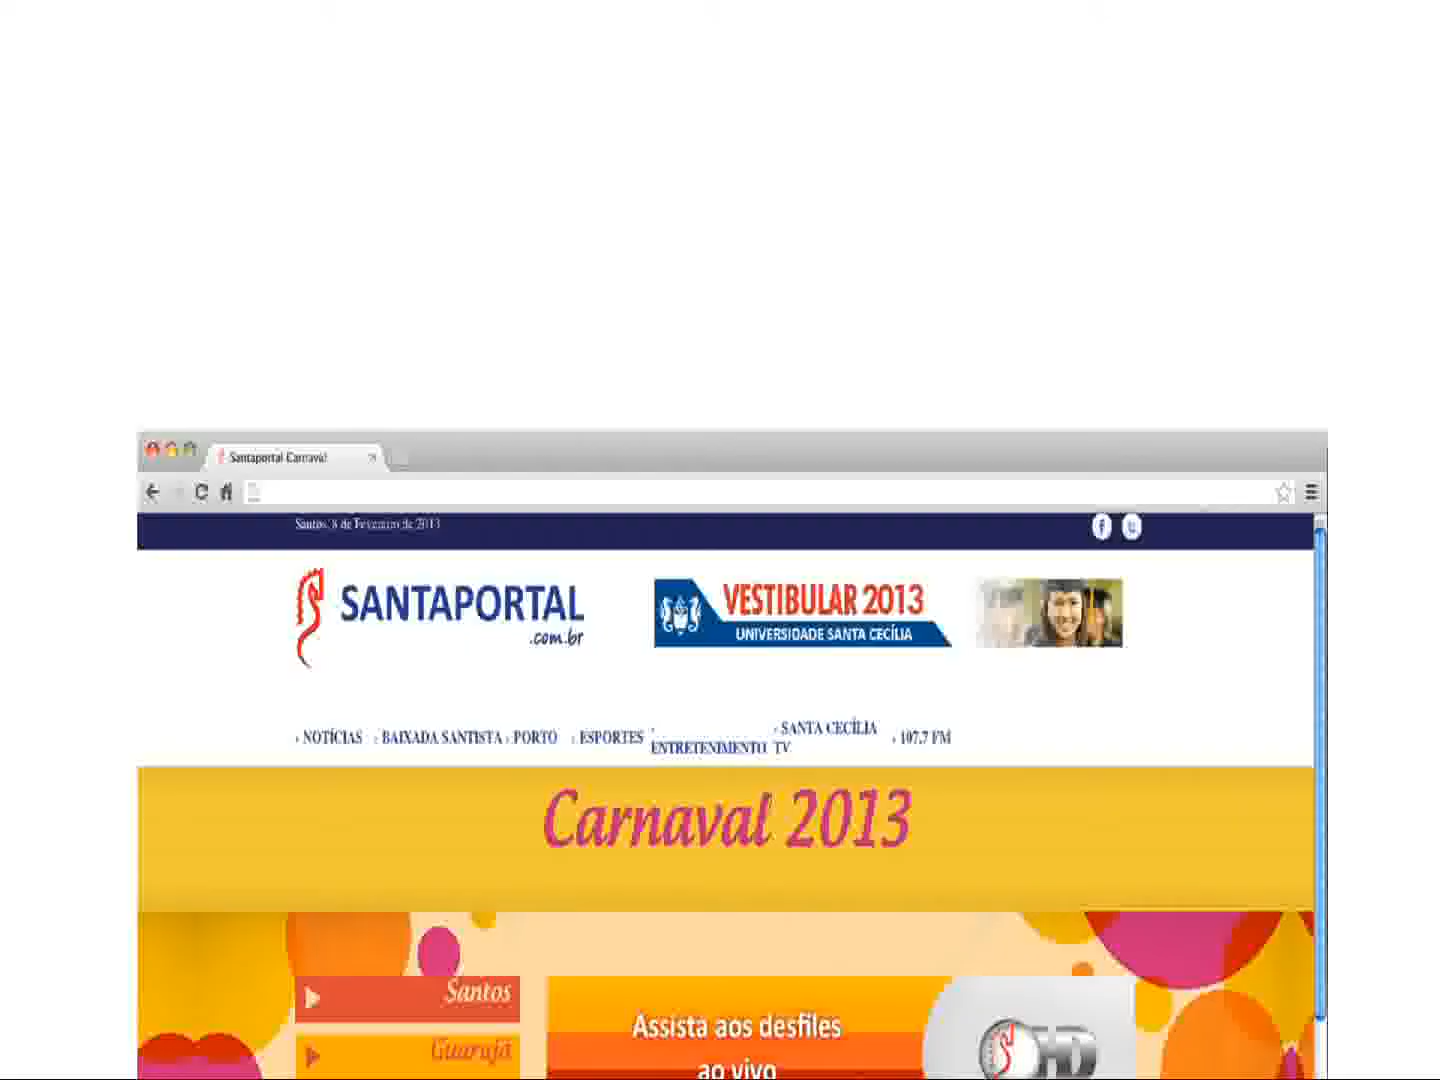 Santaportal Carnaval
Santos, 8 de Fevereiro de 2013
SANTAPORTAL
.com.br
VESTIBULAR 2013
UNIVERSIDADE SANTA CECÍLIA
› NOTÍCIAS › BAIXADA SANTISTA › PORTO › ESPORTES › ENTRETENIMENTO › SANTA CECÍLIA TV › 107.7 FM
Carnaval 2013
Santos
Guarujá
Assista aos desfiles
ao vivo
HD